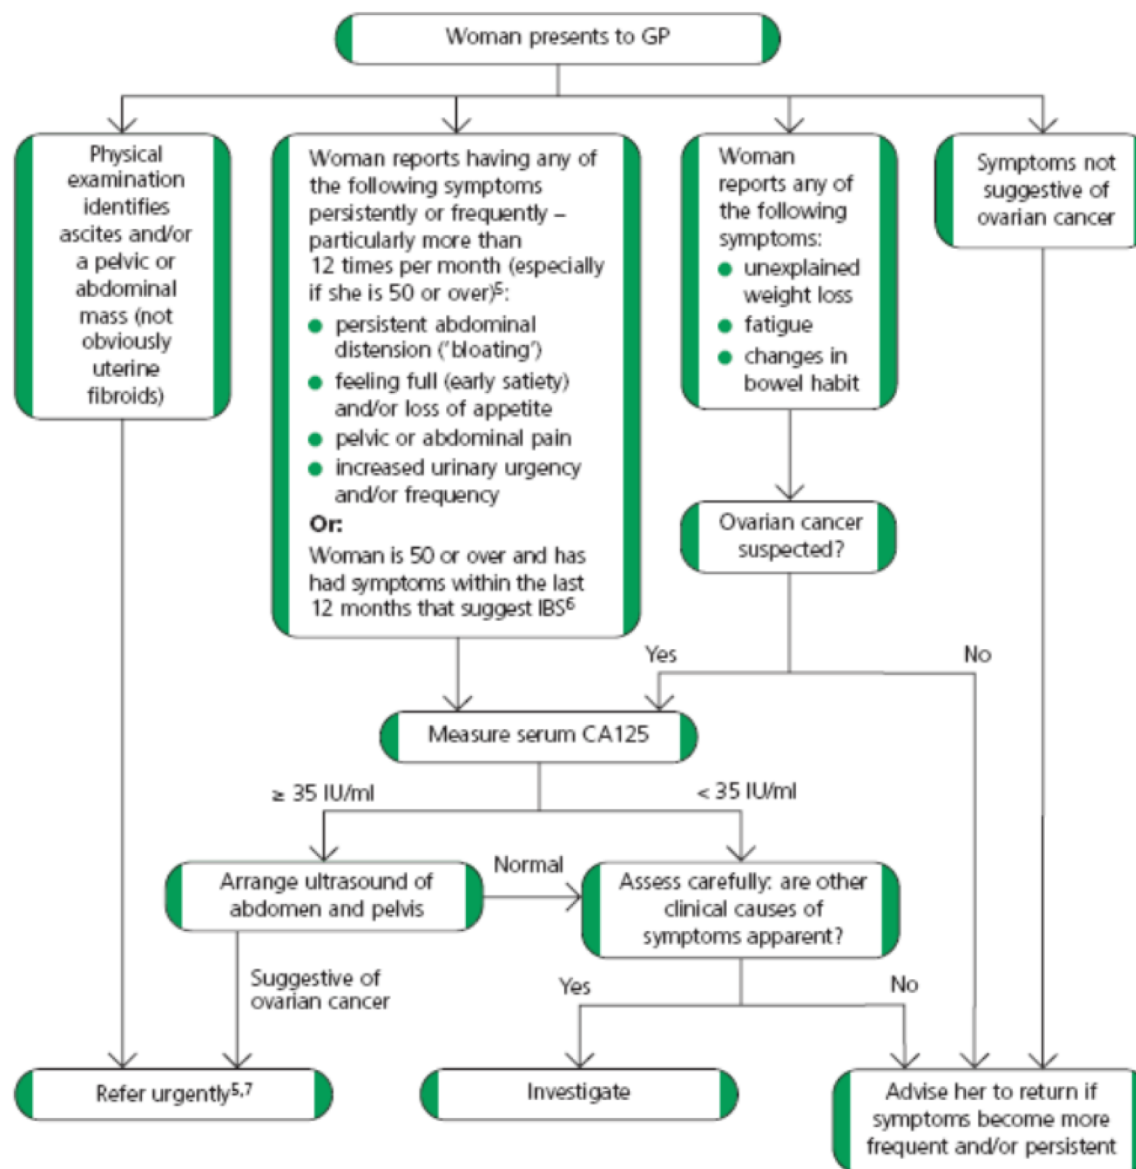 Woman presents to GP
Physical
examination
identifies
ascites and/or
a pelvic or
abdominal
mass (not
obviously
uterine
fibroids)
Woman reports having any of
the following symptoms
persistently or frequently –
particularly more than
12 times per month (especially
if she is 50 or over)5:
persistent abdominal
distension ('bloating')
feeling full (early satiety)
and/or loss of appetite
pelvic or abdominal pain
increased urinary urgency
and/or frequency
Or:
Woman is 50 or over and has
had symptoms within the last
12 months that suggest IBS6
Woman
reports any of
the following
symptoms:
unexplained
weight loss
fatigue
changes in
bowel habit
Symptoms not
suggestive of
ovarian cancer
Ovarian cancer
suspected?
Yes
No
Measure serum CA125
≥ 35 IU/ml
< 35 IU/ml
Arrange ultrasound of
abdomen and pelvis
Normal
Assess carefully: are other
clinical causes of
symptoms apparent?
Suggestive of
ovarian cancer
Yes
No
Refer urgently5,7
Investigate
Advise her to return if
symptoms become more
frequent and/or persistent